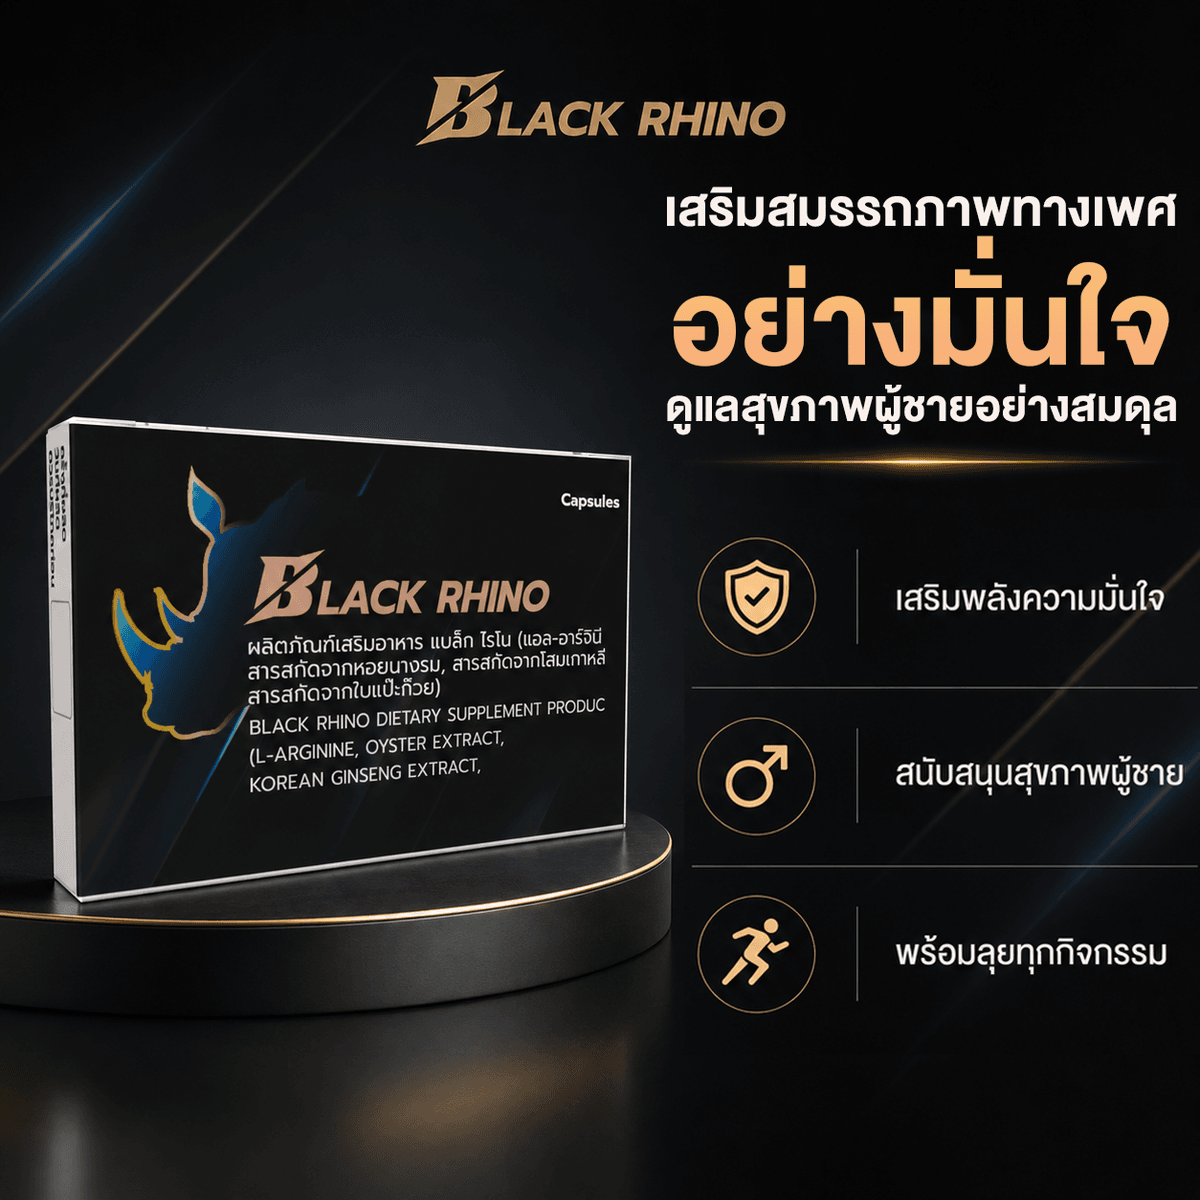 BLACK RHINO
เสริมสมรรถภาพทางเพศ
อย่างมั่นใจ
ดูแลสุขภาพผู้ชายอย่างสมดุล
Capsules
BLACK RHINO
ผลิตภัณฑ์เสริมอาหาร แบล็ก ไรโน (แอล-อาร์จินี
สารสกัดจากหอยนางรม, สารสกัดจากโสมเกาหลี
สารสกัดจากใบแป๊ะก๊วย)
BLACK RHINO DIETARY SUPPLEMENT PRODUC
(L-ARGININE, OYSTER EXTRACT,
KOREAN GINSENG EXTRACT,
เสริมพลังความมั่นใจ
สนับสนุนสุขภาพผู้ชาย
พร้อมลุยทุกกิจกรรม